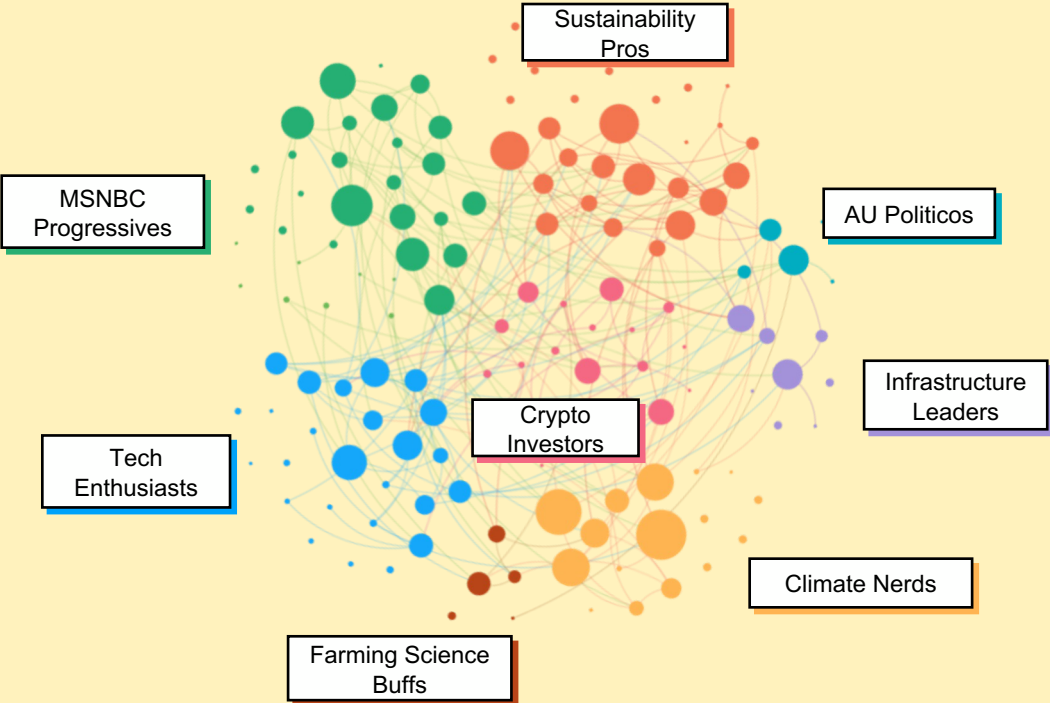 Sustainability
Pros
MSNBC
Progressives
AU Politicos
Infrastructure
Leaders
Crypto
Investors
Tech
Enthusiasts
Climate Nerds
Farming Science
Buffs